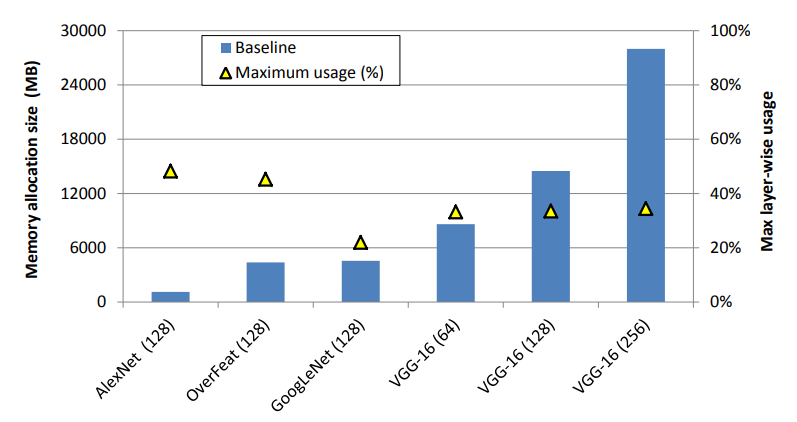 30000
24000
18000
12000
6000
0
Memory allocation size (MB)
Baseline
Maximum usage (%)
100%
80%
60%
40%
20%
0%
Max layer-wise usage
AlexNet (128)
OverFeat (128)
GoogLeNet (128)
VGG-16 (64)
VGG-16 (128)
VGG-16 (256)